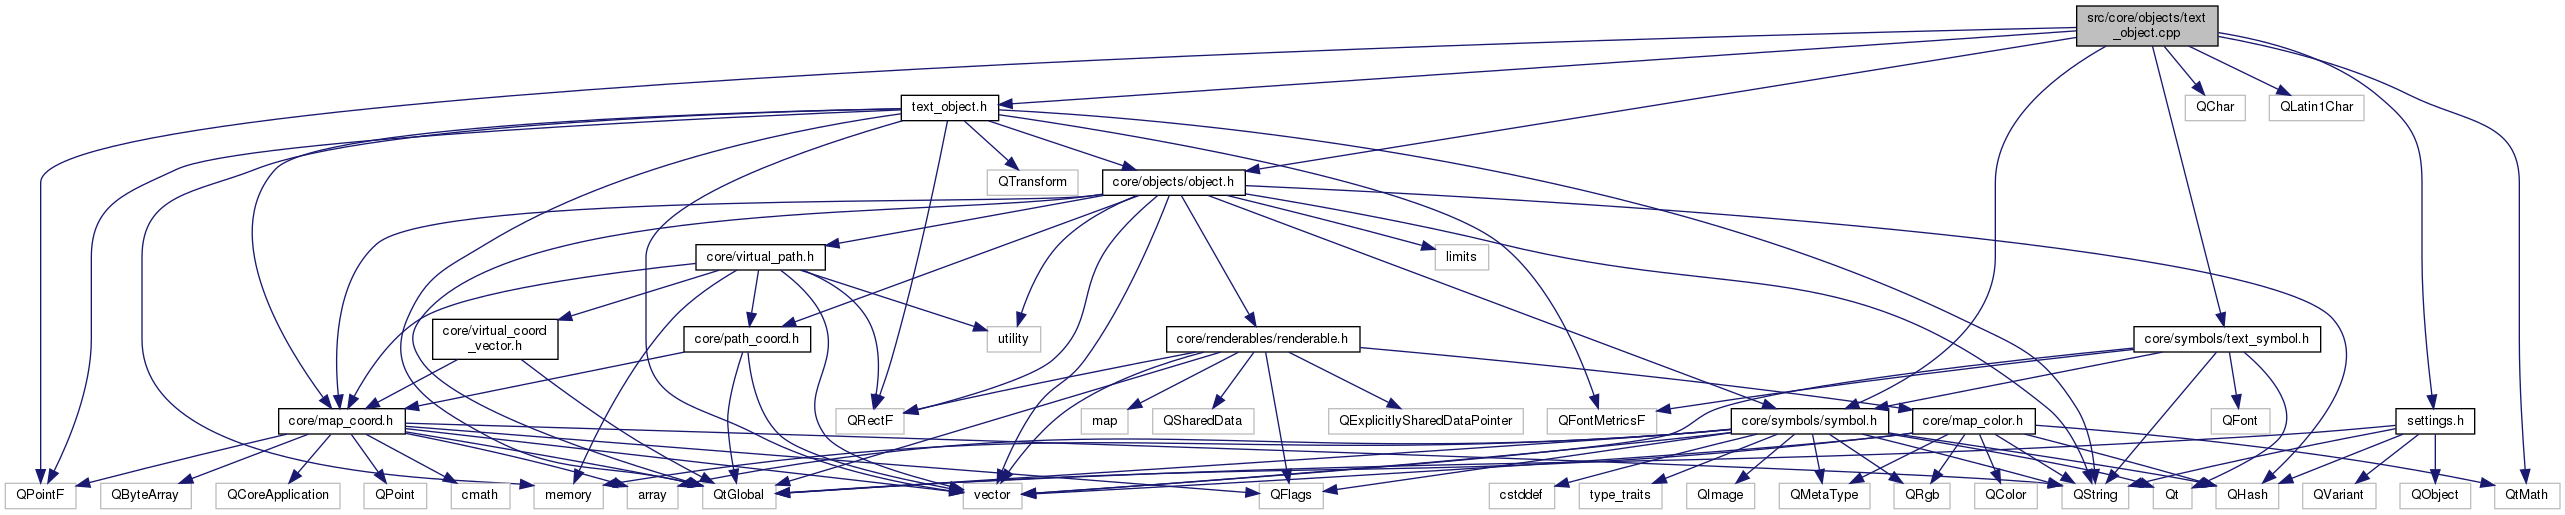 src/core/objects/text
_object.cpp
text_object.h
QChar
QLatin1Char
QTransform
core/objects/object.h
core/virtual_path.h
limits
core/virtual_coord
_vector.h
core/path_coord.h
utility
core/renderables/renderable.h
core/symbols/text_symbol.h
core/map_coord.h
QRectF
map
QSharedData
QExplicitlySharedDataPointer
QFontMetricsF
core/symbols/symbol.h
core/map_color.h
QFont
settings.h
QPointF
QByteArray
QCoreApplication
QPoint
cmath
memory
array
QtGlobal
vector
QFlags
cstddef
type_traits
QImage
QMetaType
QRgb
QColor
QString
Qt
QHash
QVariant
QObject
QtMath